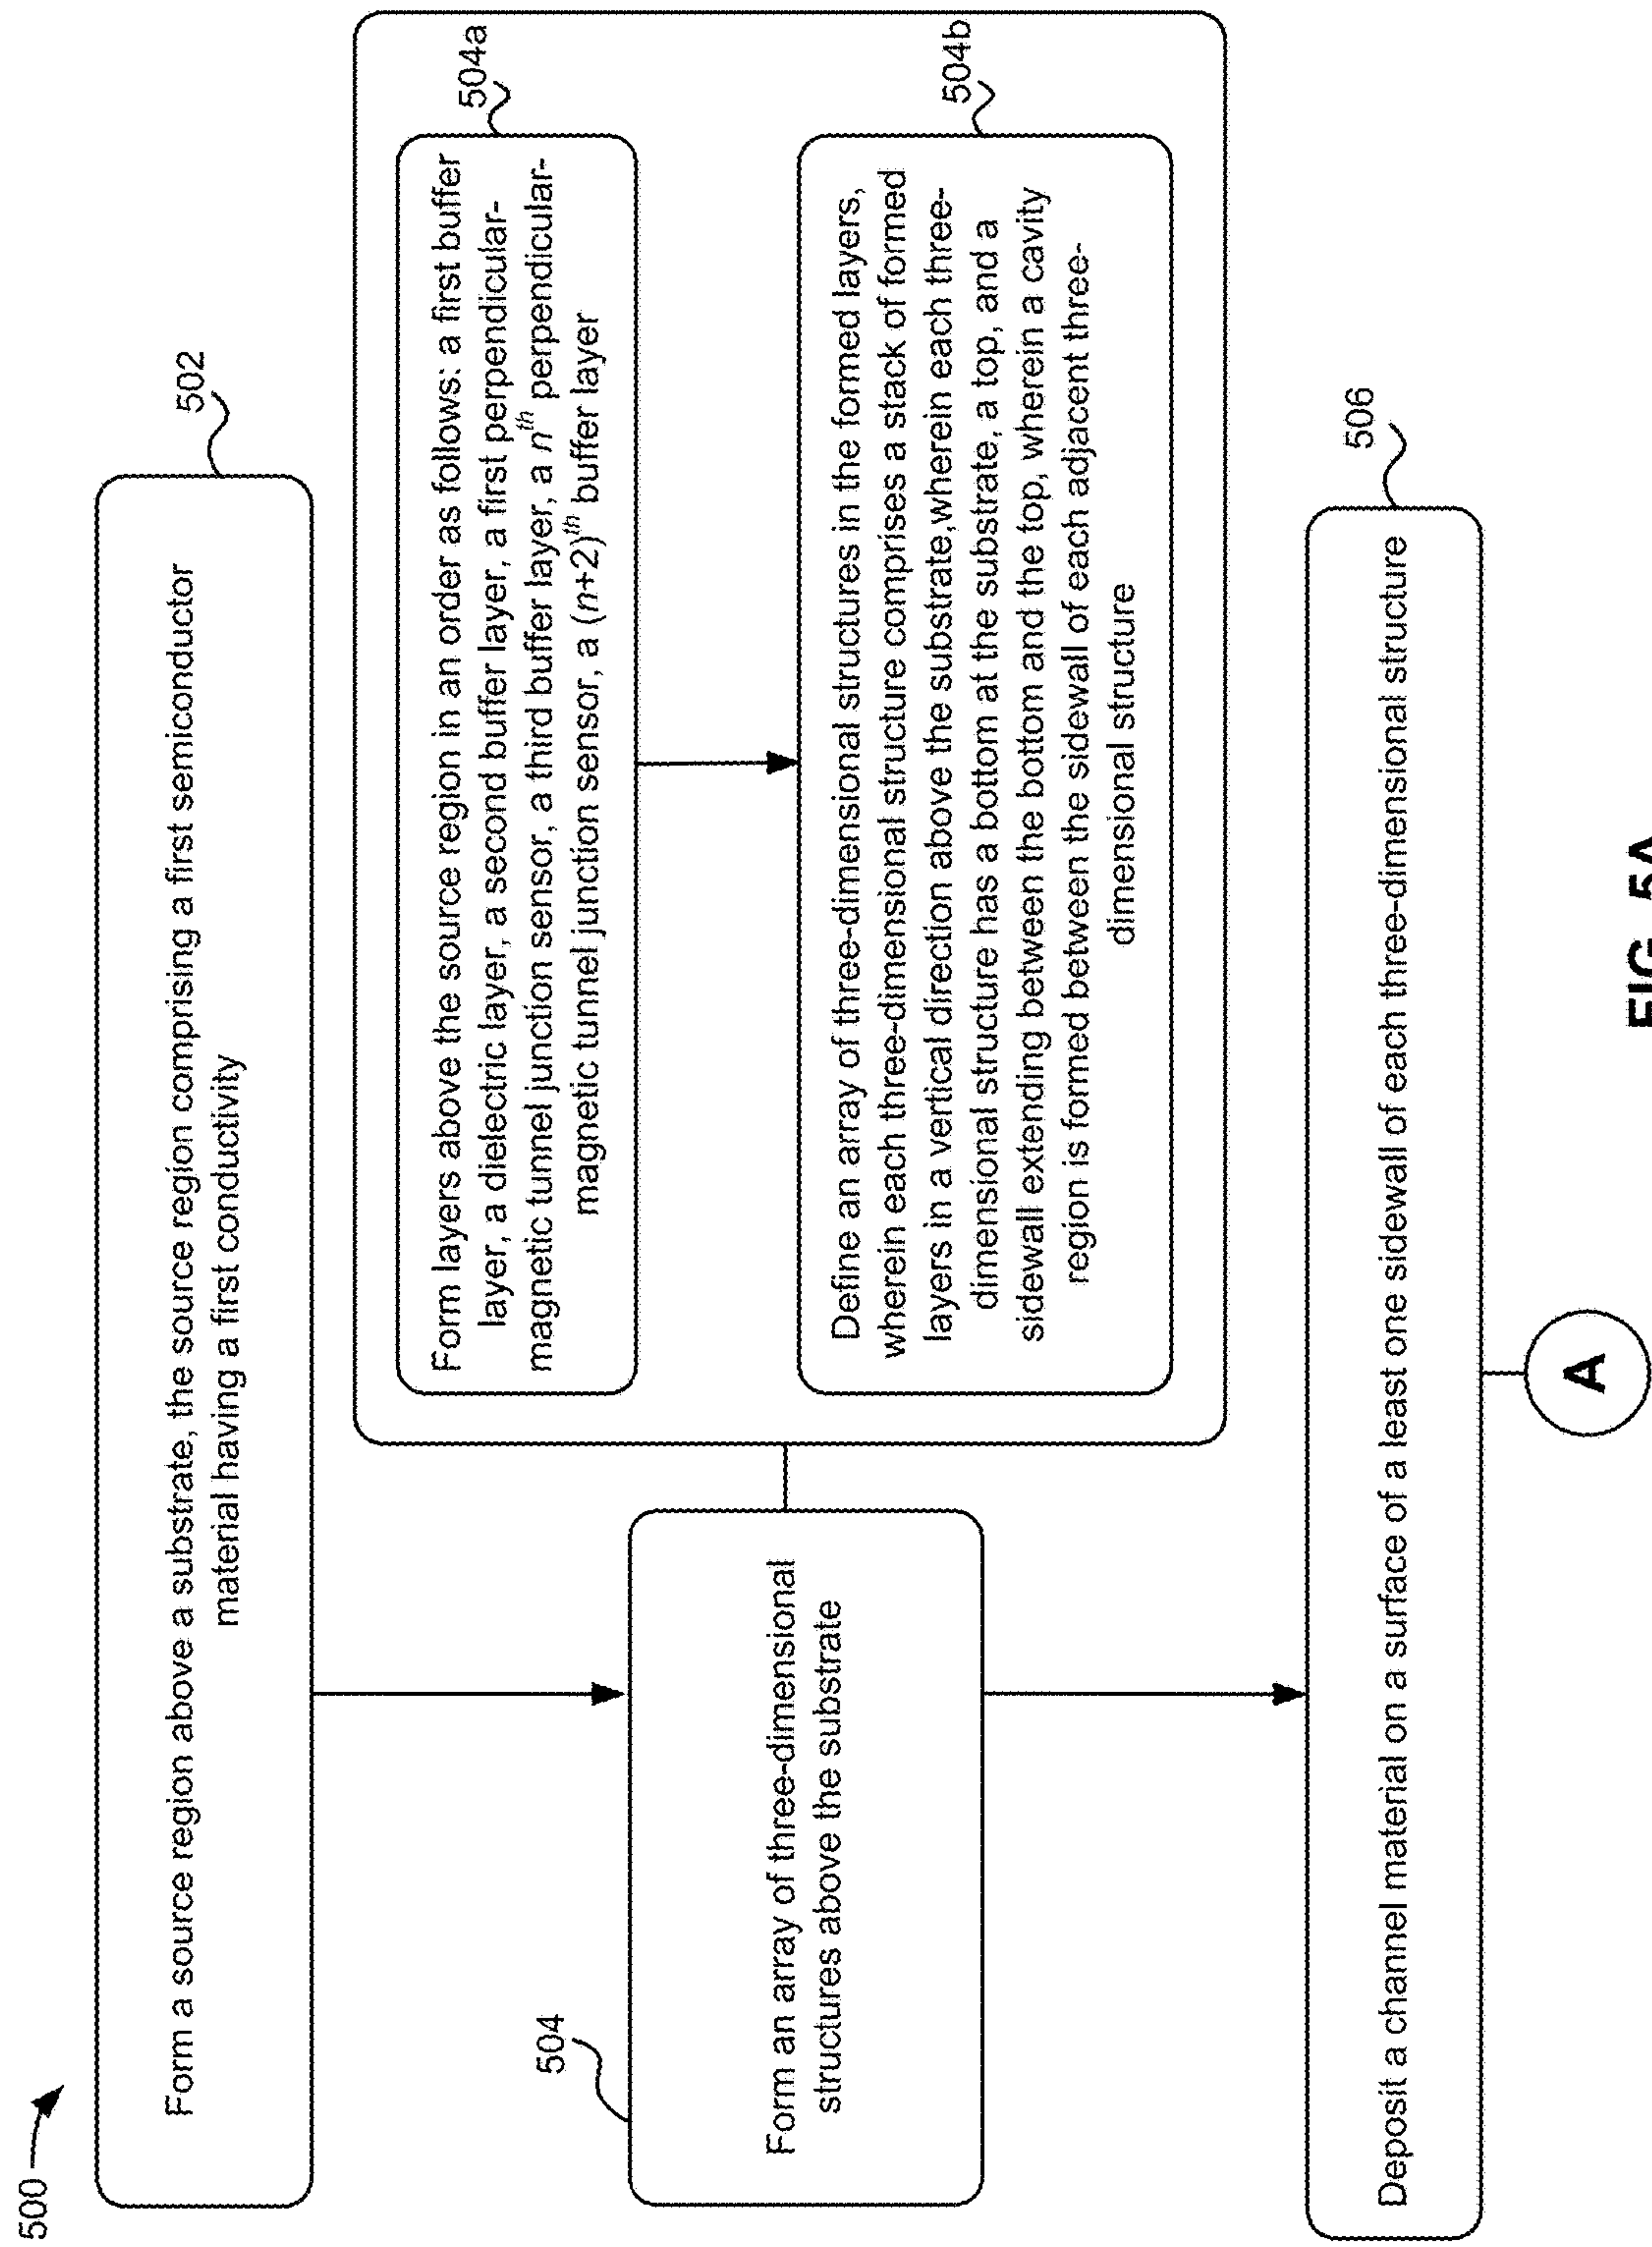 500
502
Form a source region above a substrate, the source region comprising a first semiconductor
material having a first conductivity
504
Form an array of three-dimensional
structures above the substrate
504a
Form layers above the source region in an order as follows: a first buffer
layer, a dielectric layer, a second buffer layer, a first perpendicular-
magnetic tunnel junction sensor, a third buffer layer, a nth perpendicular-
magnetic tunnel junction sensor, a (n+2)th buffer layer
504b
Define an array of three-dimensional structures in the formed layers,
wherein each three-dimensional structure comprises a stack of formed
layers in a vertical direction above the substrate,wherein each three-
dimensional structure has a bottom at the substrate, a top, and a
sidewall extending between the bottom and the top, wherein a cavity
region is formed between the sidewall of each adjacent three-
dimensional structure
506
Deposit a channel material on a surface of a least one sidewall of each three-dimensional structure
A
FIG. 5A